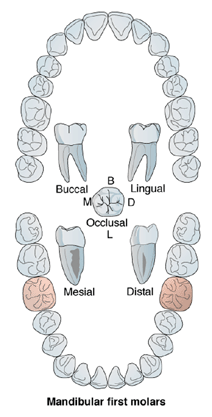 Buccal Lingual
B
M D
Occlusal
L
Mesial Distal
Mandibular first molars